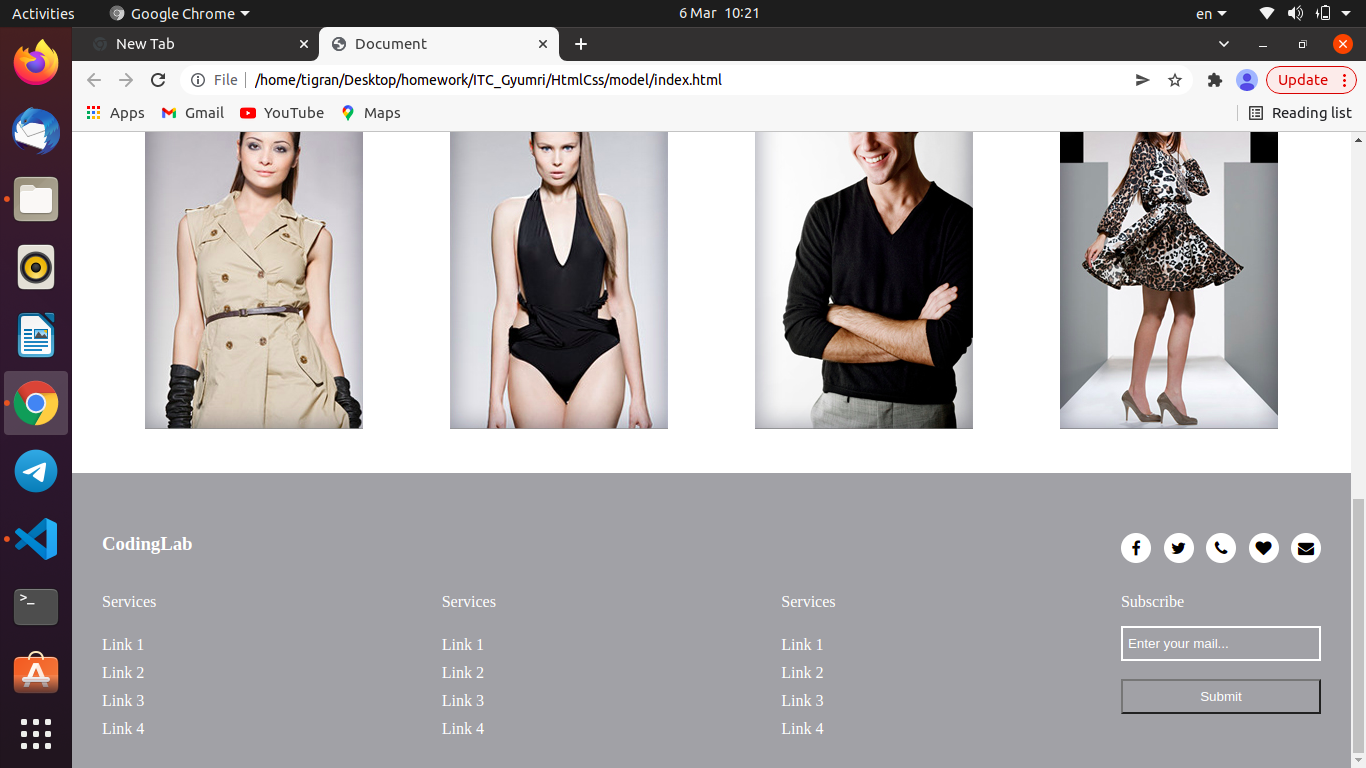 Activities
Google Chrome
6 Mar 10:21
en
New Tab
Document
File
/home/tigran/Desktop/homework/ITC_Gyumri/HtmlCss/model/index.html
Update
Apps
Gmail
YouTube
Maps
Reading list
CodingLab
Services
Link 1
Link 2
Link 3
Link 4
Services
Link 1
Link 2
Link 3
Link 4
Services
Link 1
Link 2
Link 3
Link 4
Subscribe
Enter your mail...
Submit